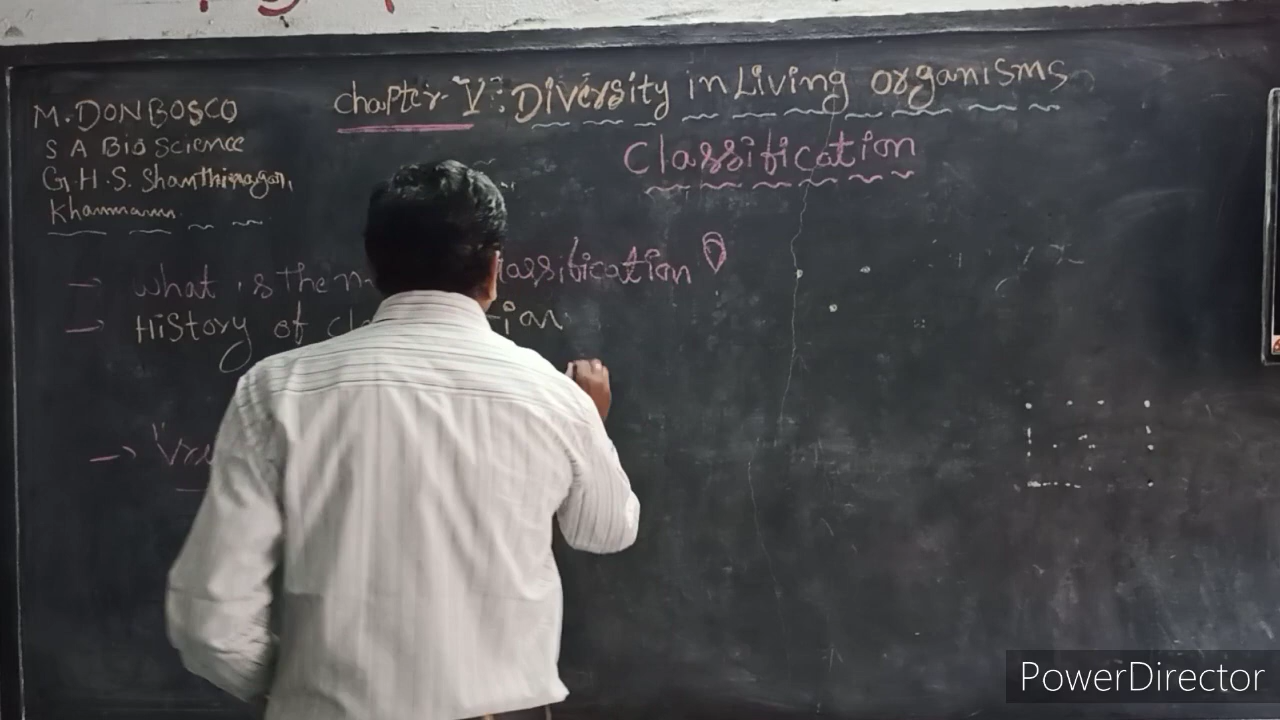 M. DON BOSCO
S A Bio Science
G.H.S. Shanthinagar,
Khammam.
chapter- V : Diversity in Living organisms
Classification
→ what is the classification ?
→ History of tion
→
PowerDirector